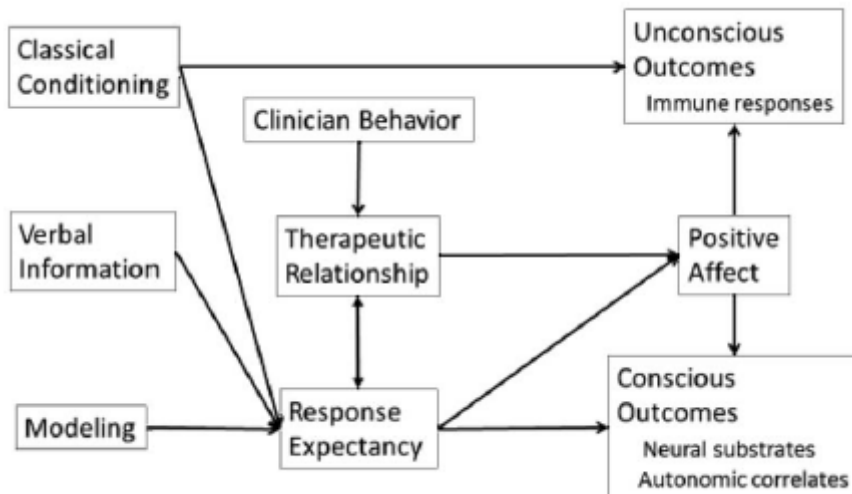 Classical
Conditioning
Unconscious
Outcomes
Immune responses
Clinician Behavior
Verbal
Information
Therapeutic
Relationship
Positive
Affect
Modeling
Response
Expectancy
Conscious
Outcomes
Neural substrates
Autonomic correlates